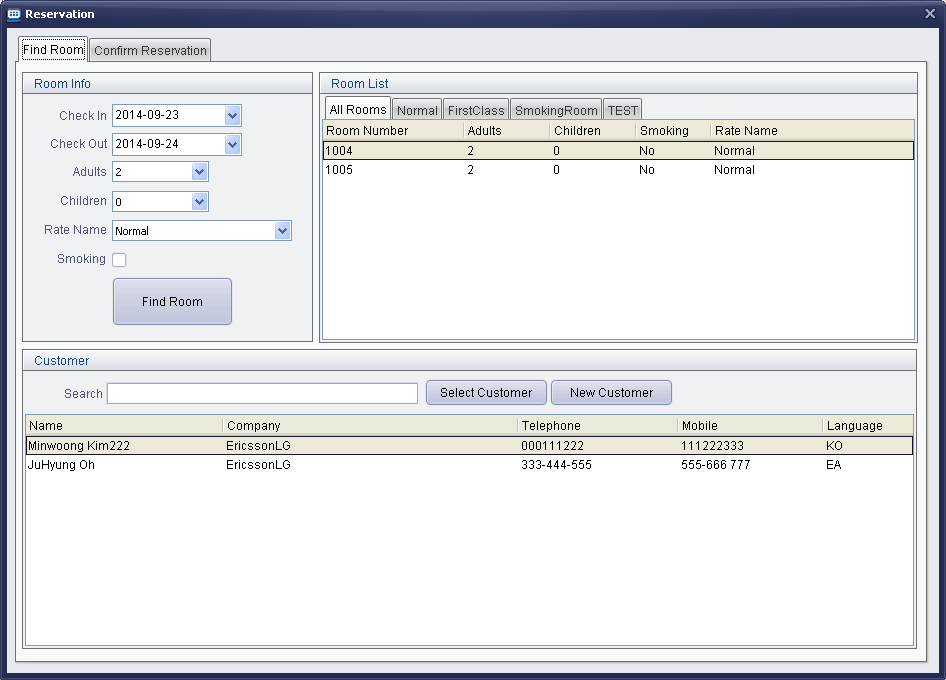 Reservation
Find Room Confirm Reservation
Room Info
Check In 2014-09-23
Check Out 2014-09-24
Adults 2
Children 0
Rate Name Normal
Smoking
Find Room
Room List
All Rooms Normal FirstClass SmokingRoom TEST
Room Number Adults Children Smoking Rate Name
1004 2 0 No Normal
1005 2 0 No Normal
Customer
Search Select Customer New Customer
Name Company Telephone Mobile Language
Minwoong Kim222 EricssonLG 000111222 111222333 KO
JuHyung Oh EricssonLG 333-444-555 555-666 777 EA